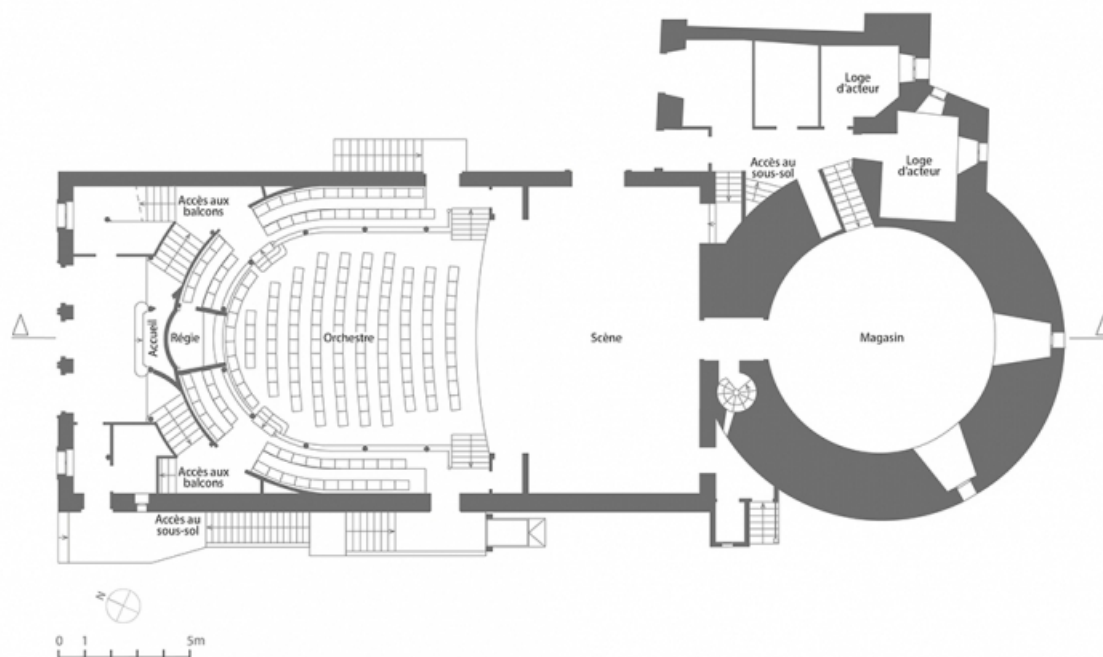 Loge
d'acteur
Loge
d'acteur
Accès au
sous-sol
Accès aux
balcons
Accueil
Régie
Orchestre
Scène
Magasin
Accès aux
balcons
Accès au
sous-sol
N
0 1 5m